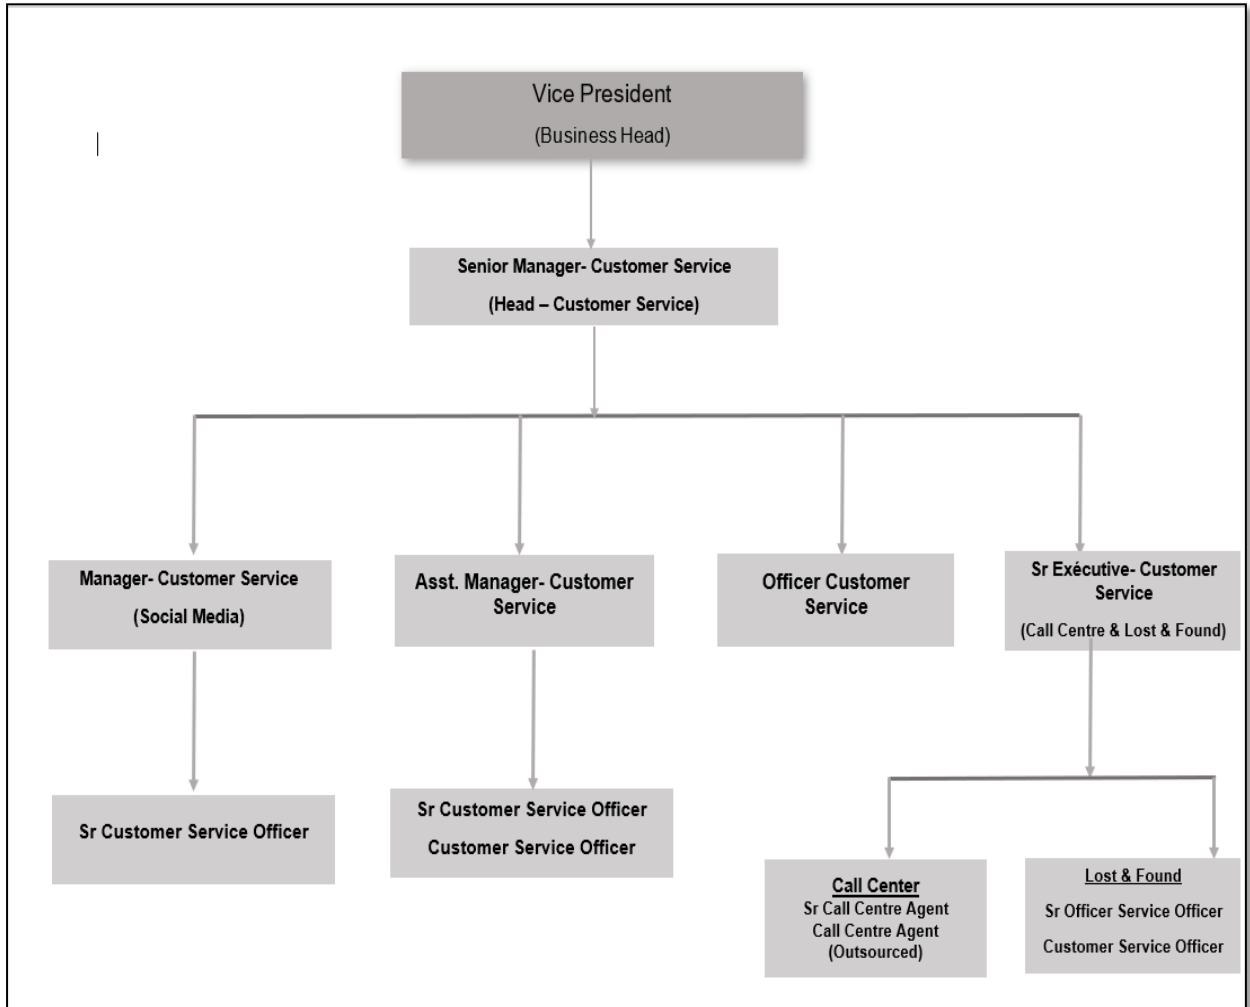 Vice President
(Business Head)
Senior Manager- Customer Service
(Head – Customer Service)
Manager- Customer Service
(Social Media)
Asst. Manager- Customer
Service
Officer Customer
Service
Sr Exécutive- Customer
Service
(Call Centre & Lost & Found)
Sr Customer Service Officer
Sr Customer Service Officer
Customer Service Officer
Call Center
Sr Call Centre Agent
Call Centre Agent
(Outsourced)
Lost & Found
Sr Officer Service Officer
Customer Service Officer